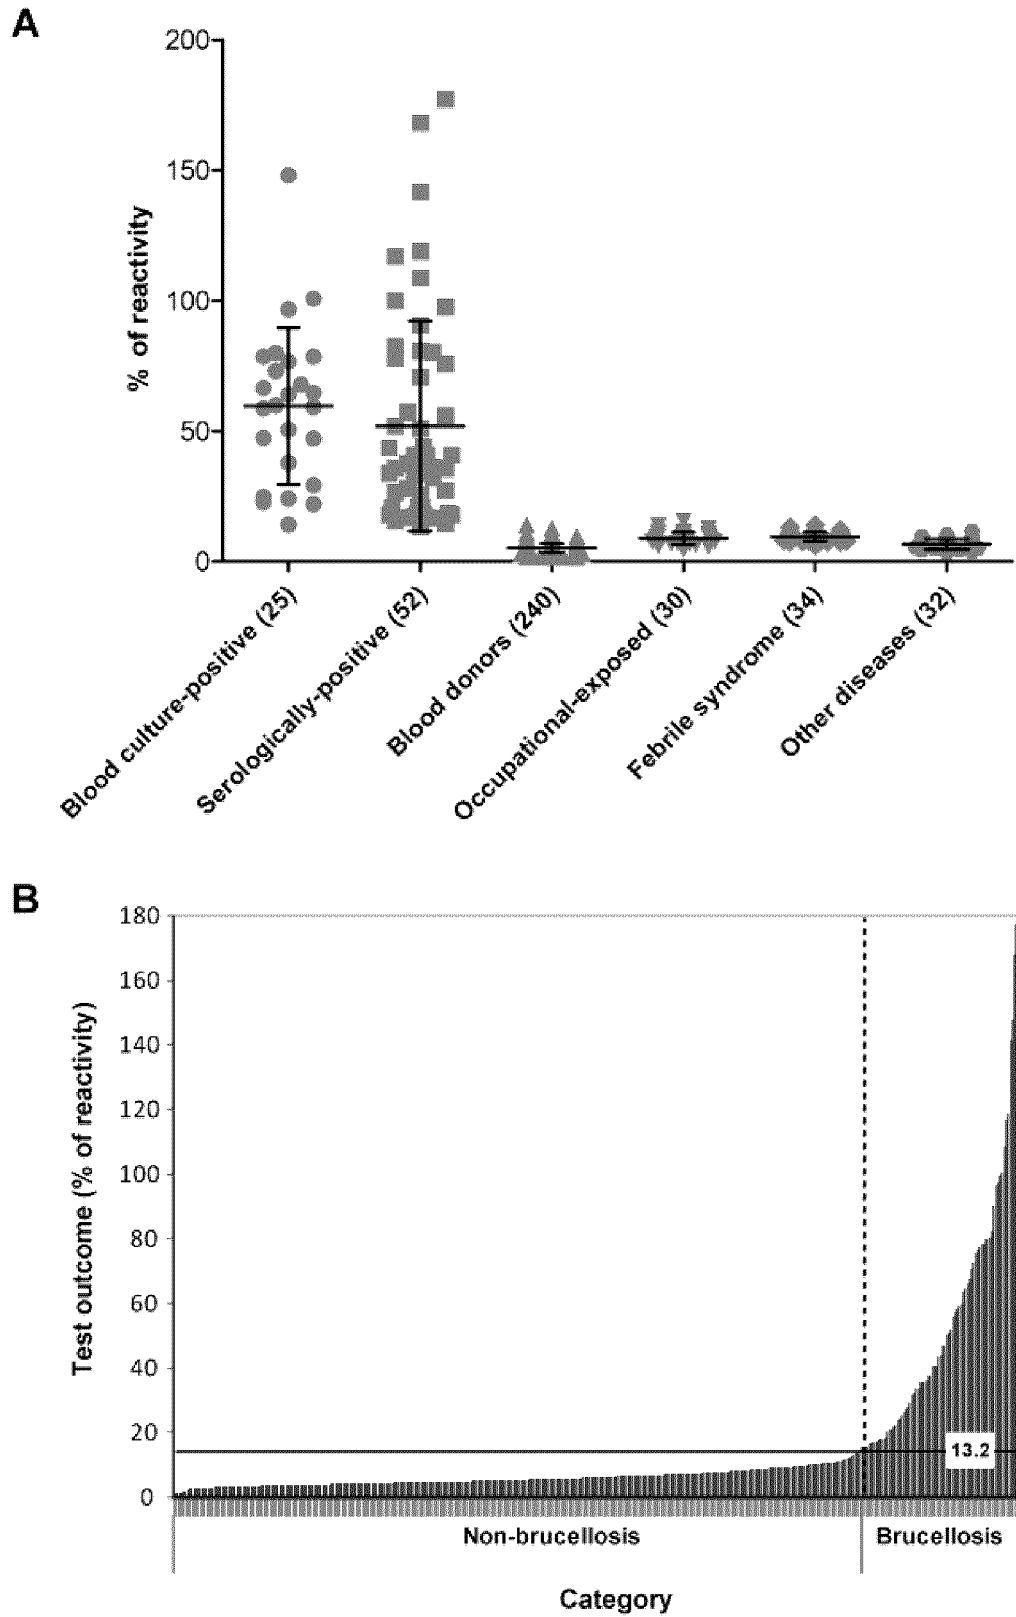 A
200
150
100
50
0
% of reactivity
Blood culture-positive (25)
Serologically-positive (52)
Blood donors (240)
Occupational-exposed (30)
Febrile syndrome (34)
Other diseases (32)
B
180
160
140
120
100
80
60
40
20
0
Test outcome (% of reactivity)
13.2
Non-brucellosis
Brucellosis
Category